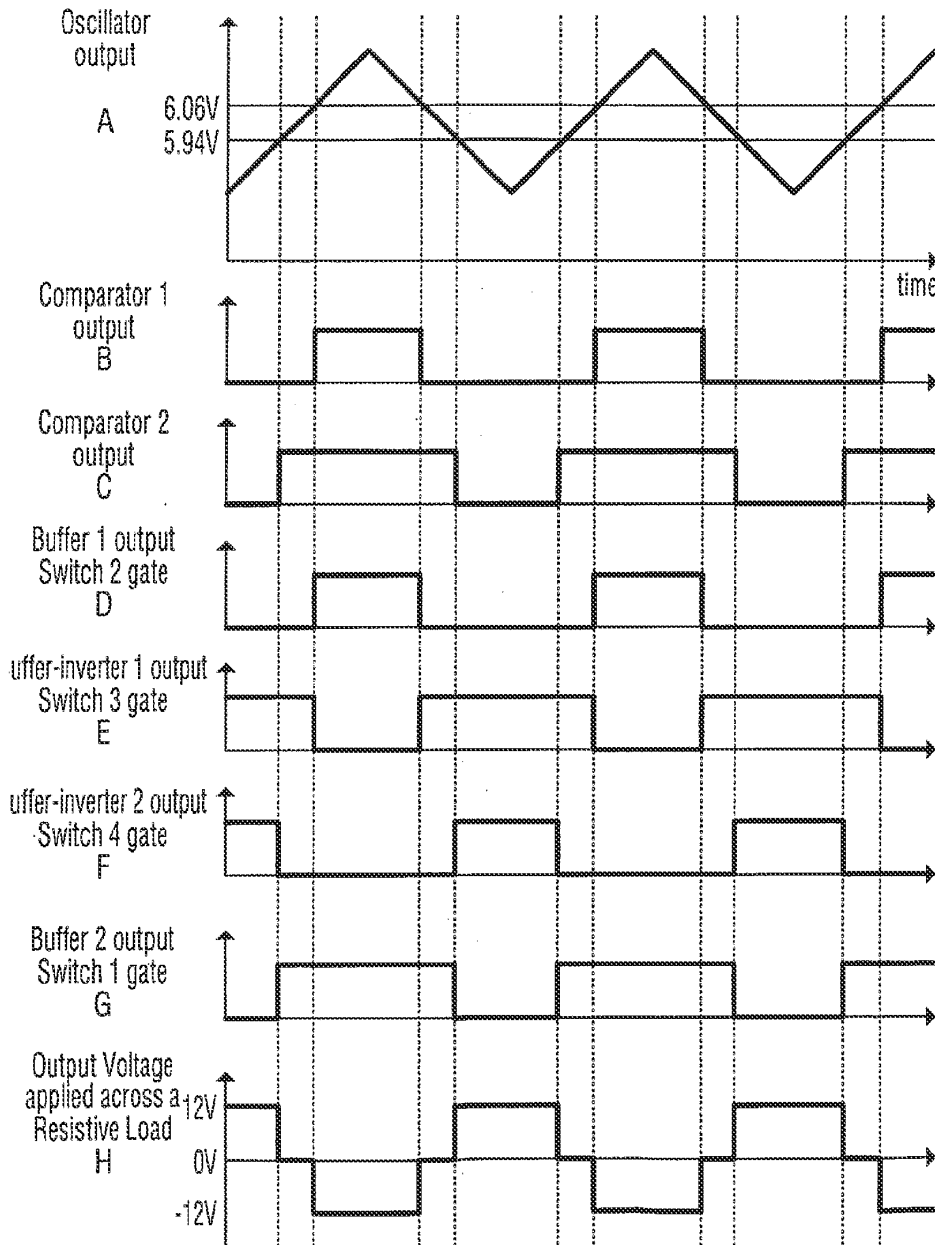 Oscillator
output
A
6.06V
5.94V
time
Comparator 1
output
B
Comparator 2
output
C
Buffer 1 output
Switch 2 gate
D
uffer-inverter 1 output
Switch 3 gate
E
uffer-inverter 2 output
Switch 4 gate
F
Buffer 2 output
Switch 1 gate
G
Output Voltage
applied across a
Resistive Load
H
12V
0V
-12V